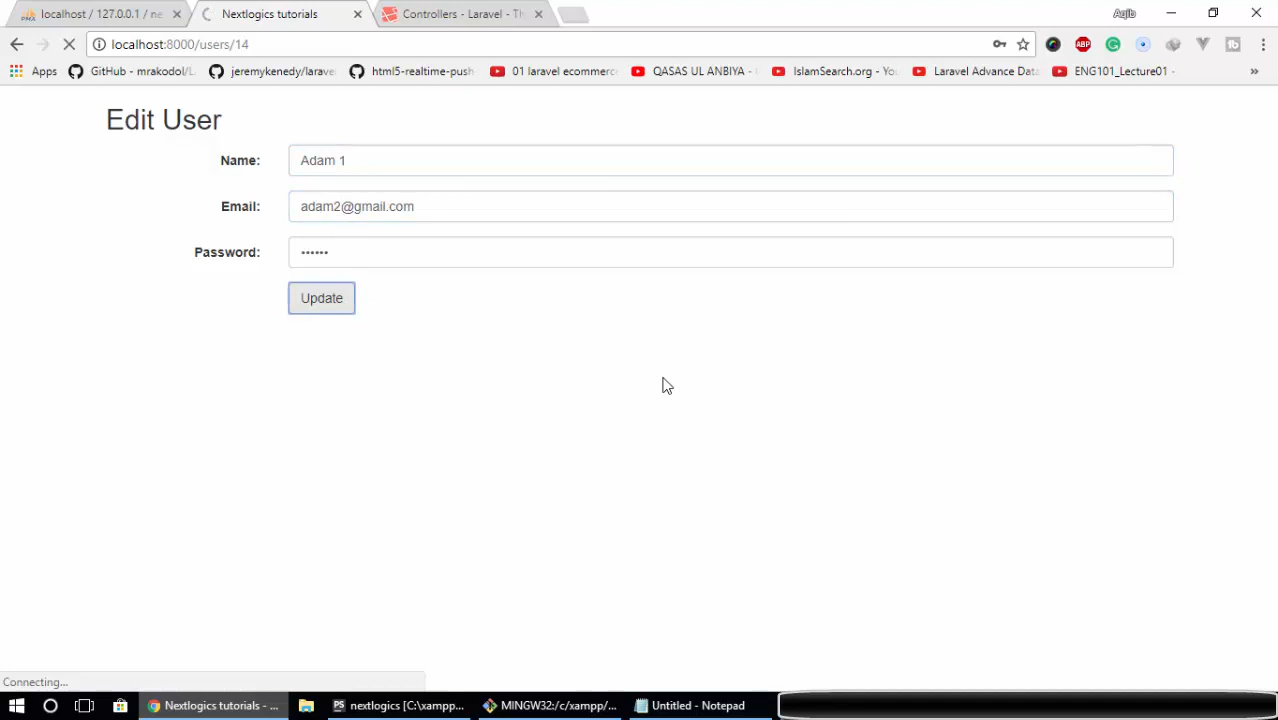 localhost / 127.0.0.1 / ne
Nextlogics tutorials
Controllers - Laravel - Th
Aqib
localhost:8000/users/14
Apps
GitHub - mrakodol/L
jeremykenedy/larave
html5-realtime-push
01 laravel ecommerc
QASAS UL ANBIYA - (
IslamSearch.org - Yo
Laravel Advance Data
ENG101_Lecture01 -
»
Edit User
Name:
Adam 1
Email:
adam2@gmail.com
Password:
••••••
Update
Connecting...
Nextlogics tutorials - ...
nextlogics [C:\xampp...
MINGW32:/c/xampp/...
Untitled - Notepad